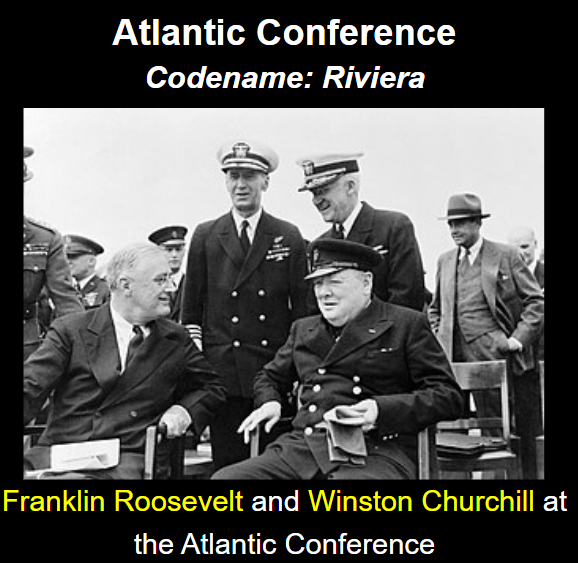 Atlantic Conference
Codename: Riviera
Franklin Roosevelt and Winston Churchill at
the Atlantic Conference